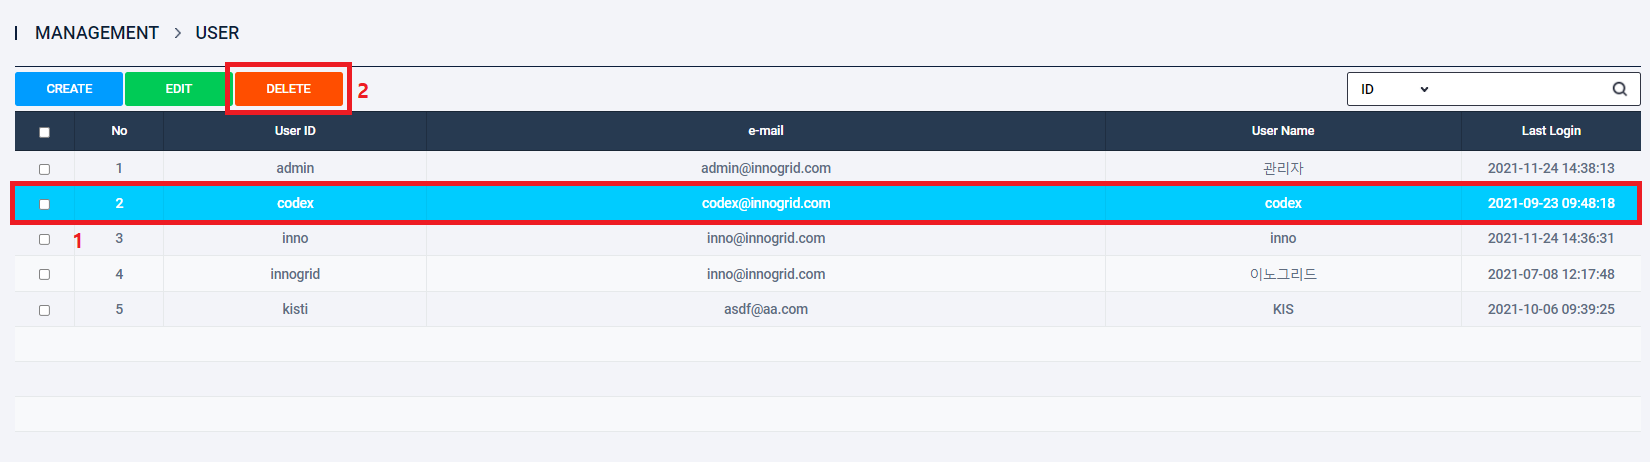 MANAGEMENT > USER
CREATE EDIT DELETE 2 ID
No User ID e-mail User Name Last Login
1 admin admin@innogrid.com 관리자 2021-11-24 14:38:13
2 codex codex@innogrid.com codex 2021-09-23 09:48:18
1 3 inno inno@innogrid.com inno 2021-11-24 14:36:31
4 innogrid inno@innogrid.com 이노그리드 2021-07-08 12:17:48
5 kisti asdf@aa.com KIS 2021-10-06 09:39:25